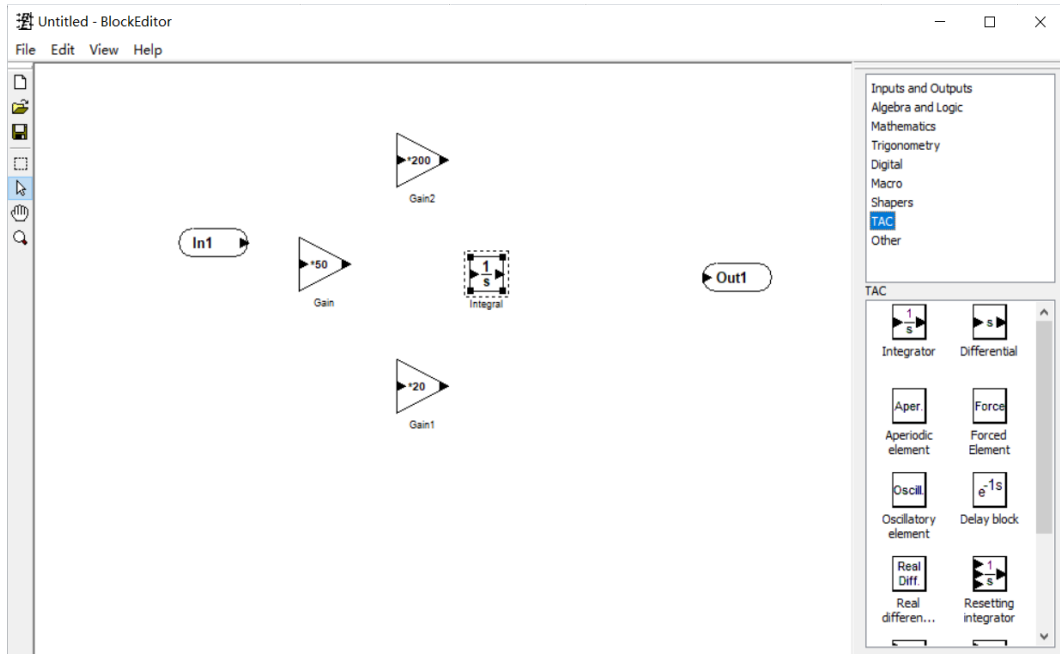 Untitled - BlockEditor
File Edit View Help
*200
Gain2
In1
*50
Gain
1
s
Integral
Out1
*20
Gain1
Inputs and Outputs
Algebra and Logic
Mathematics
Trigonometry
Digital
Macro
Shapers
TAC
Other
TAC
1
s
Integrator
s
Differential
Aper.
Aperiodic
element
Force
Forced
Element
Oscill.
Oscillatory
element
e-1s
Delay block
Real
Diff.
Real
differen...
1
s
Resetting
integrator